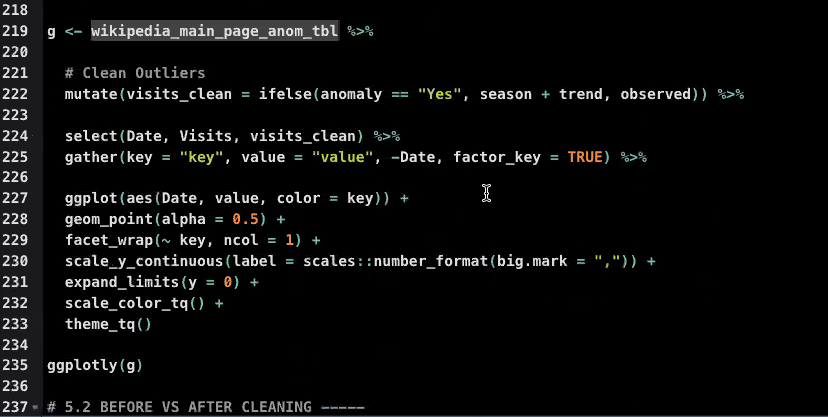 218
219 g <- wikipedia_main_page_anom_tbl %>%
220
221 # Clean Outliers
222 mutate(visits_clean = ifelse(anomaly == "Yes", season + trend, observed)) %>%
223
224 select(Date, Visits, visits_clean) %>%
225 gather(key = "key", value = "value", -Date, factor_key = TRUE) %>%
226
227 ggplot(aes(Date, value, color = key)) +
228 geom_point(alpha = 0.5) +
229 facet_wrap(~ key, ncol = 1) +
230 scale_y_continuous(label = scales::number_format(big.mark = ",")) +
231 expand_limits(y = 0) +
232 scale_color_tq() +
233 theme_tq()
234
235 ggplotly(g)
236
237 # 5.2 BEFORE VS AFTER CLEANING -----